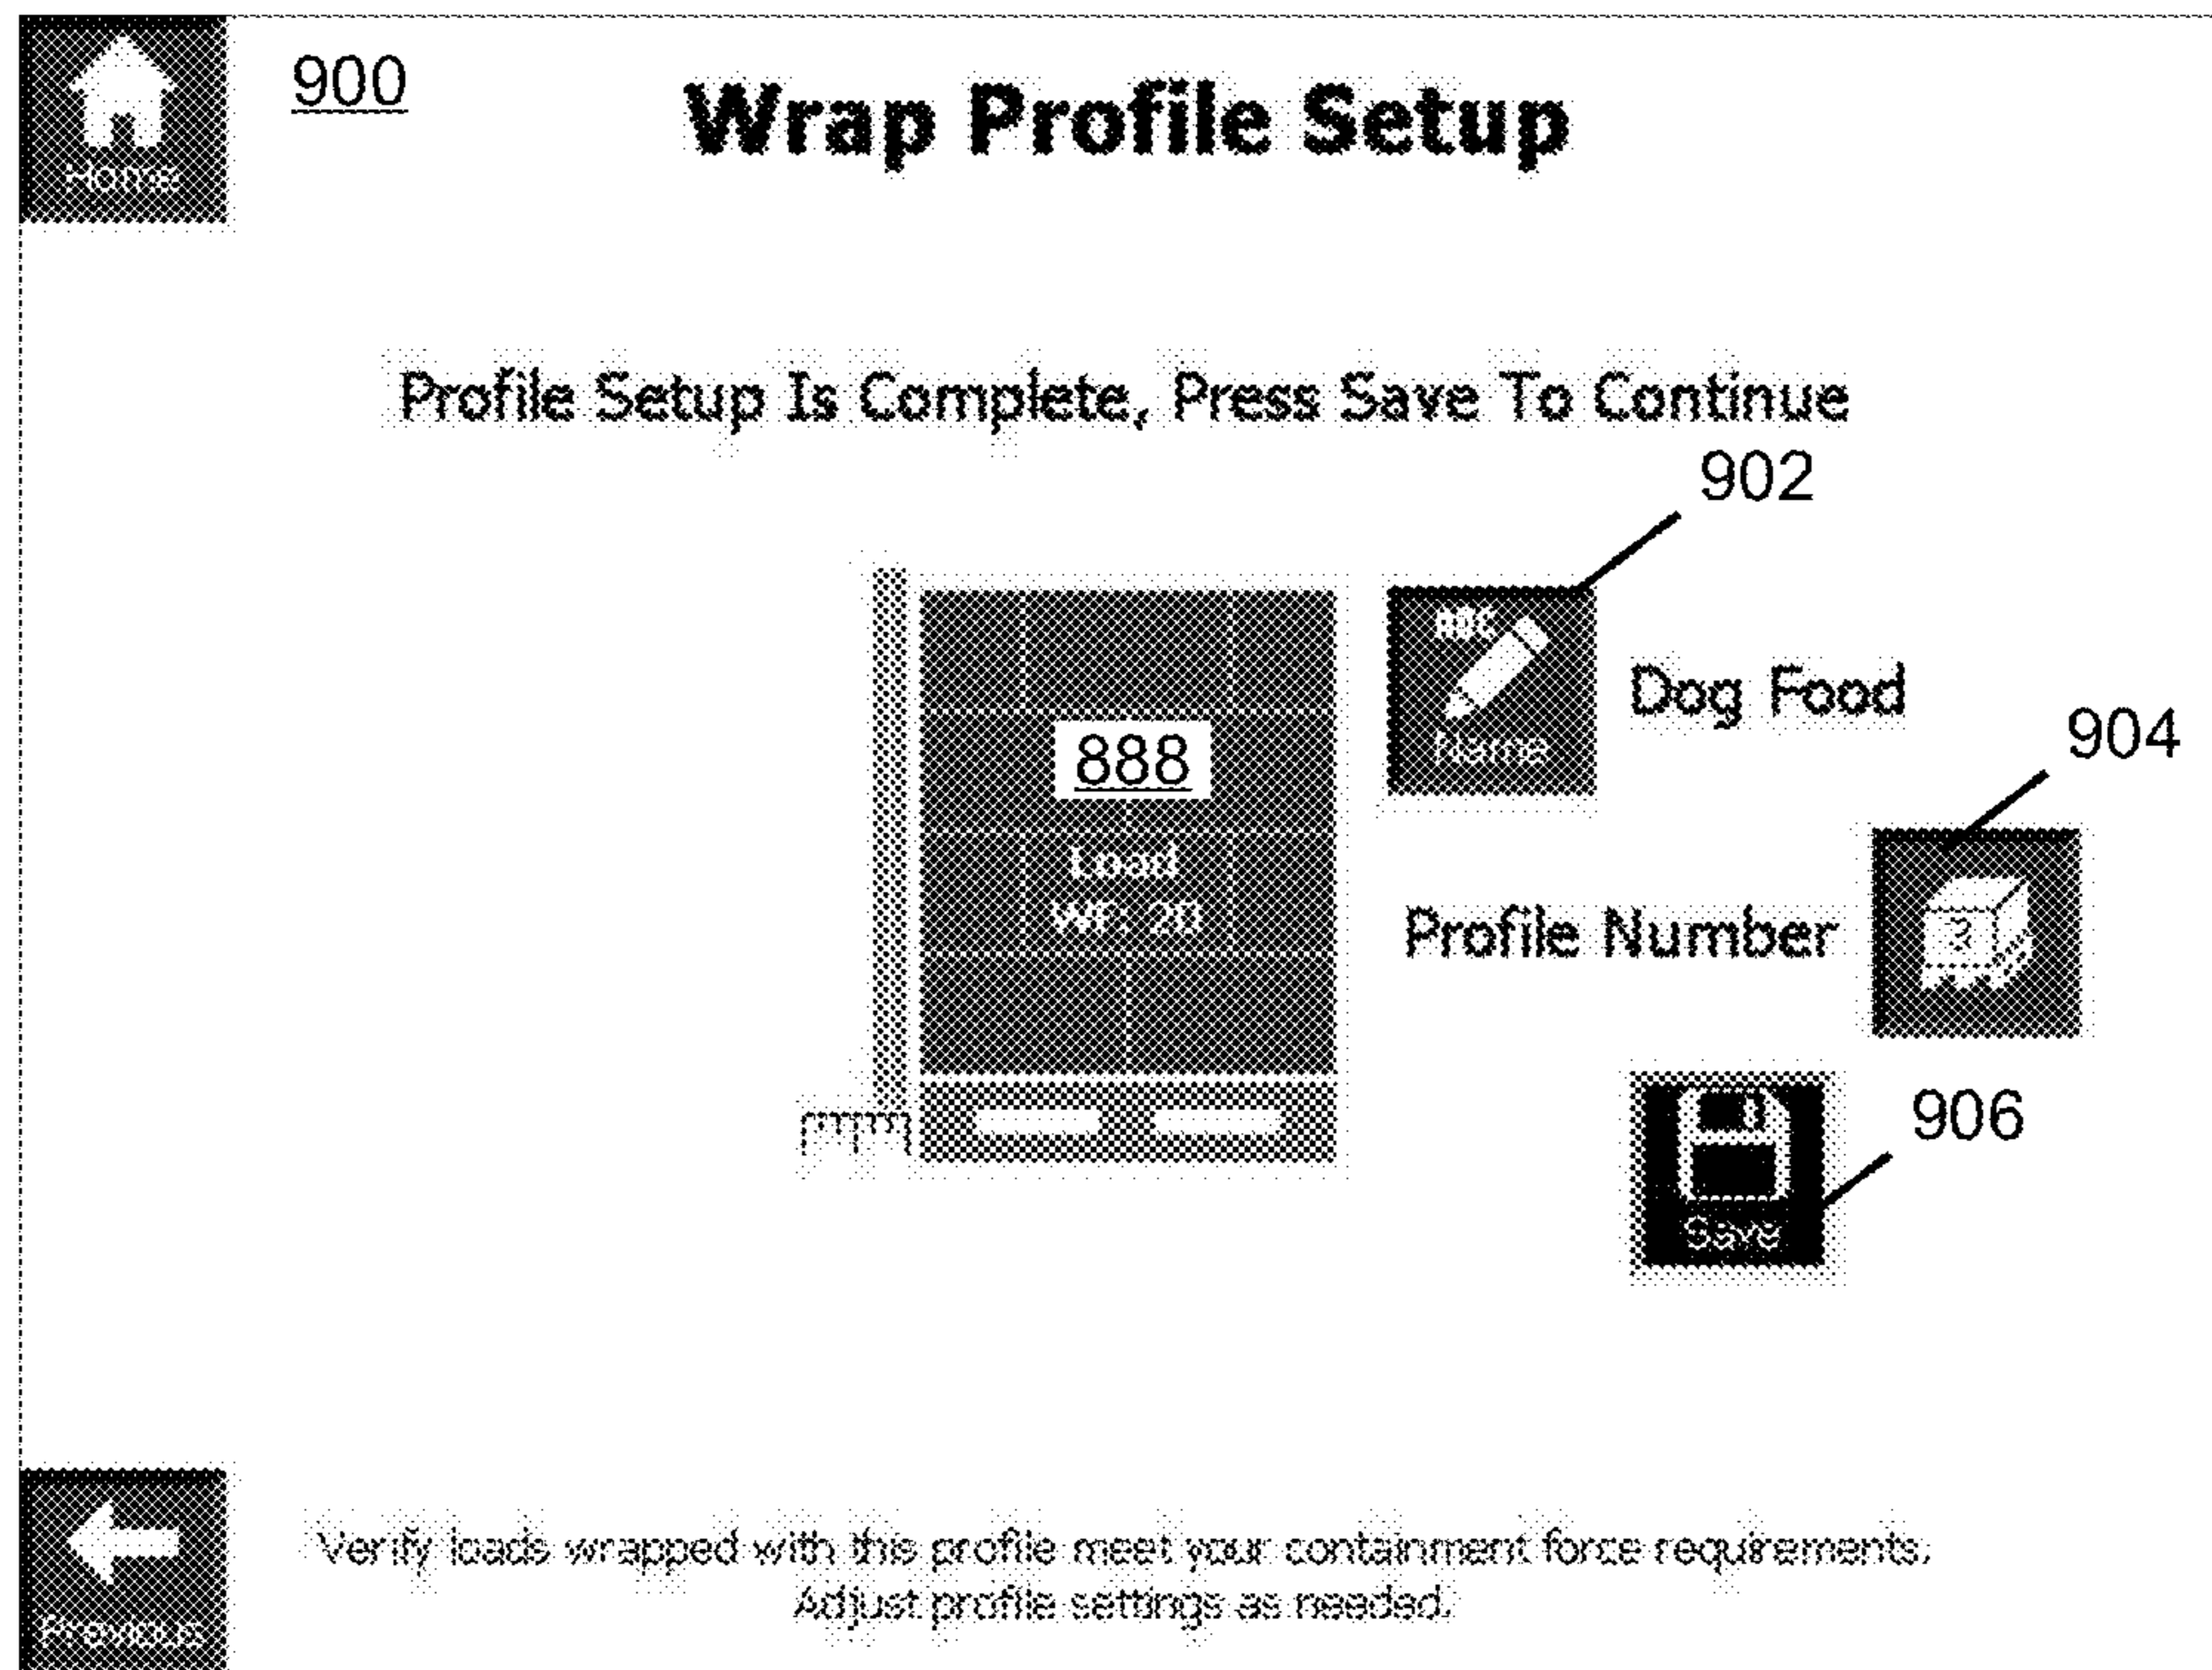 Home
900
Wrap Profile Setup
Profile Setup Is Complete, Press Save To Continue
902
ABC
Name
Dog Food
904
888
Load
Profile Number
906
Save
Previous
Verify loads wrapped with this profile meet your containment force requirements.
Adjust profile settings as needed.